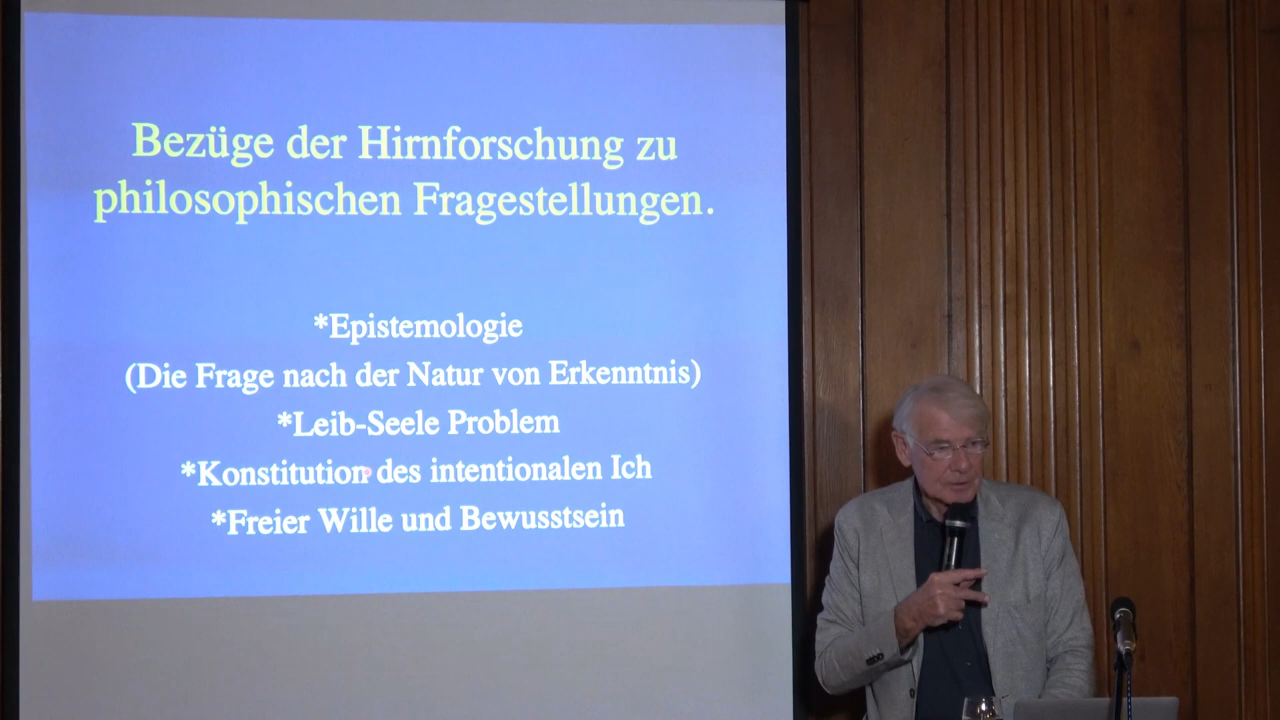 Bezüge der Hirnforschung zu
philosophischen Fragestellungen.
*Epistemologie
(Die Frage nach der Natur von Erkenntnis)
*Leib-Seele Problem
*Konstitution des intentionalen Ich
*Freier Wille und Bewusstsein